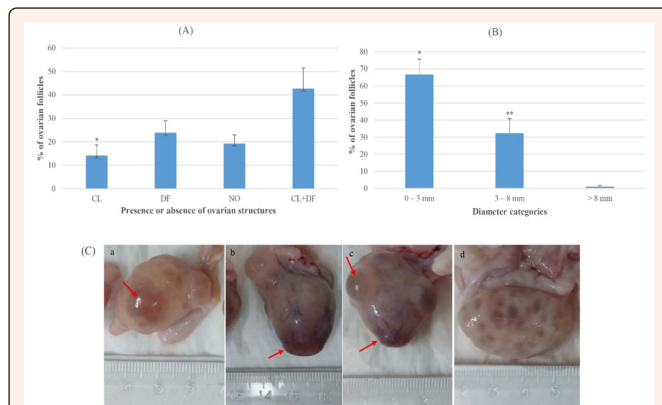 (A)
% of ovarian follicles
60
50
40
30
20
10
0
*
CL
DF
NO
CL+DF
Presence or absence of ovarian structures
(B)
% of ovarian follicles
80
70
60
50
40
30
20
10
0
*
**
0 – 3 mm
3 – 8 mm
> 8 mm
Diameter categories
(C)
a
b
c
d